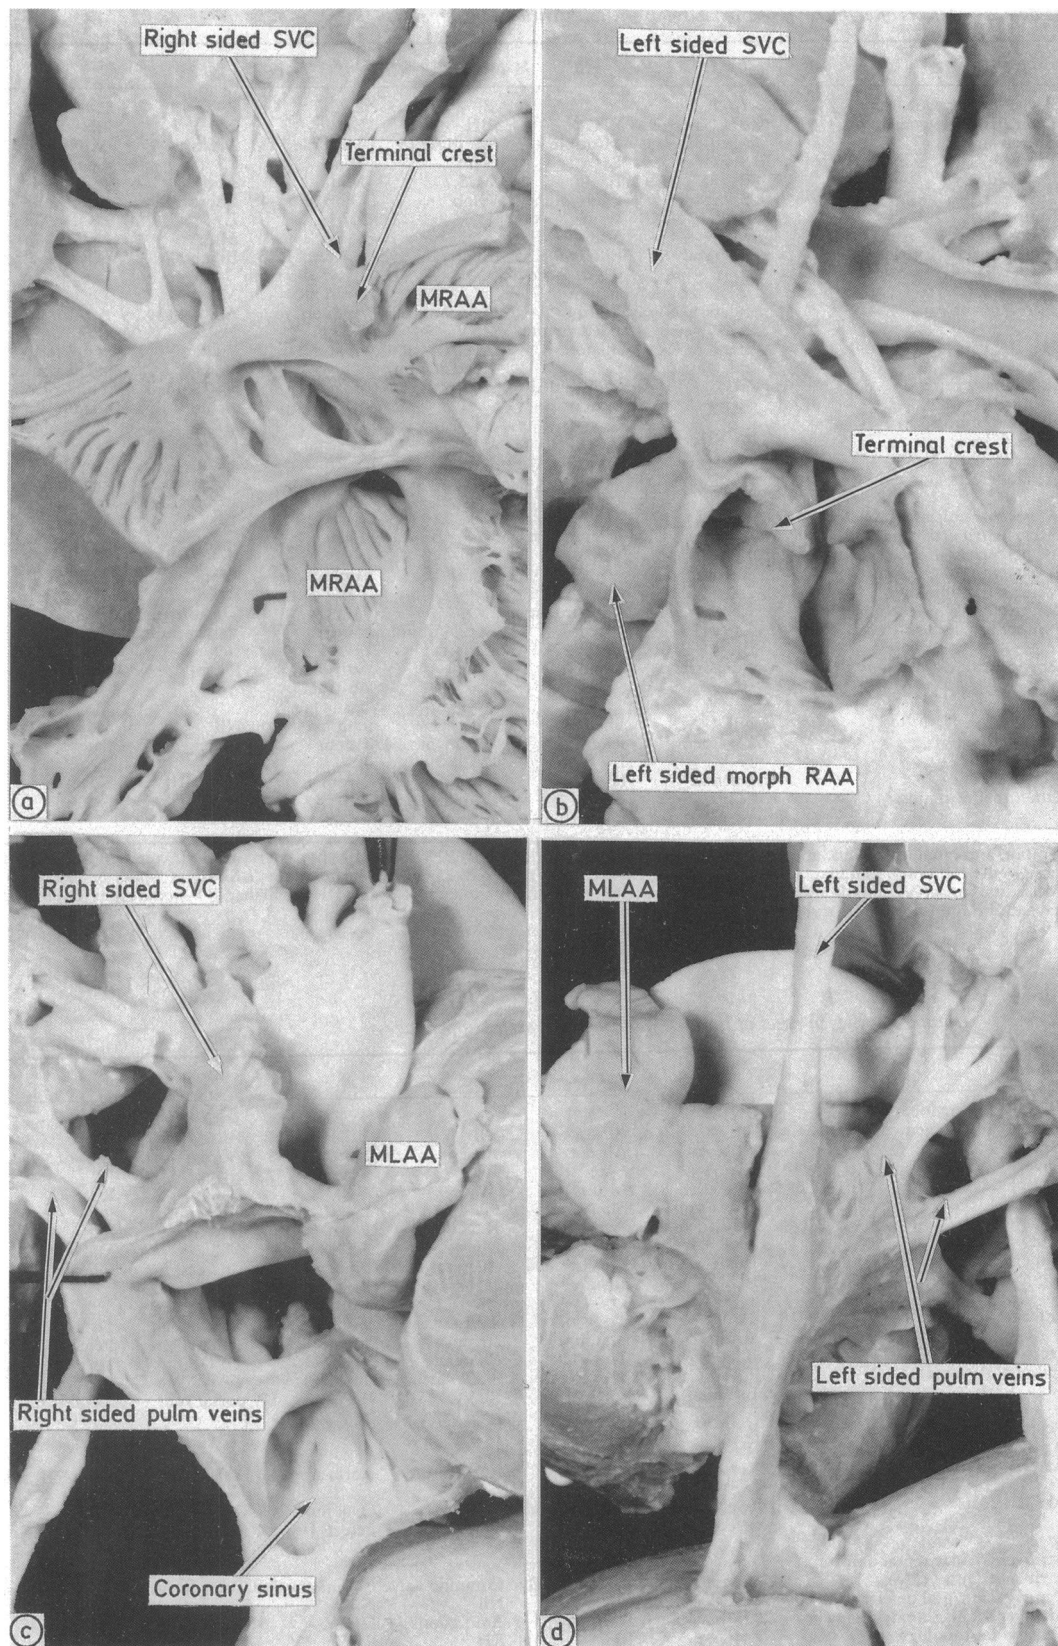 Right sided SVC
Terminal crest
MRAA
MRAA
a
Left sided SVC
Terminal crest
Left sided morph RAA
b
Right sided SVC
MLAA
Right sided pulm veins
Coronary sinus
c
MLAA
Left sided SVC
Left sided pulm veins
d